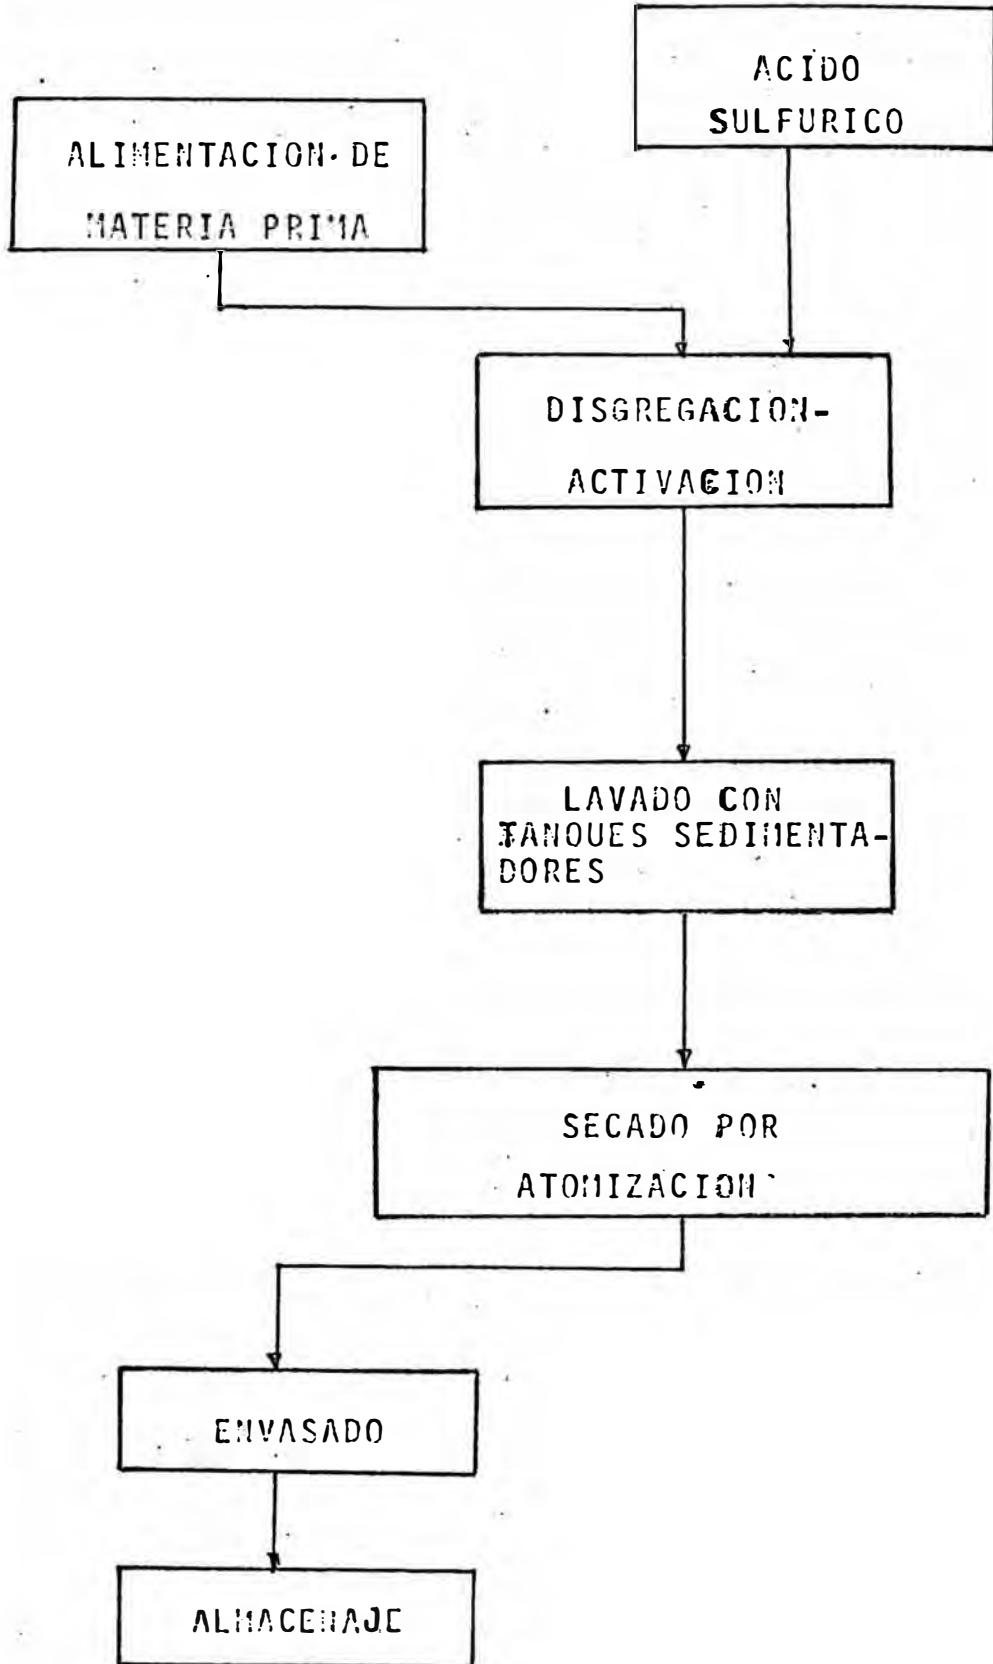 ACIDO
SULFURICO
ALIMENTACION. DE
MATERIA PRIMA
DISGREGACION-
ACTIVACION
LAVADO CON
TANQUES SEDIMENTA-
DORES
SECADO POR
ATOMIZACION
ENVASADO
ALMACENAJE